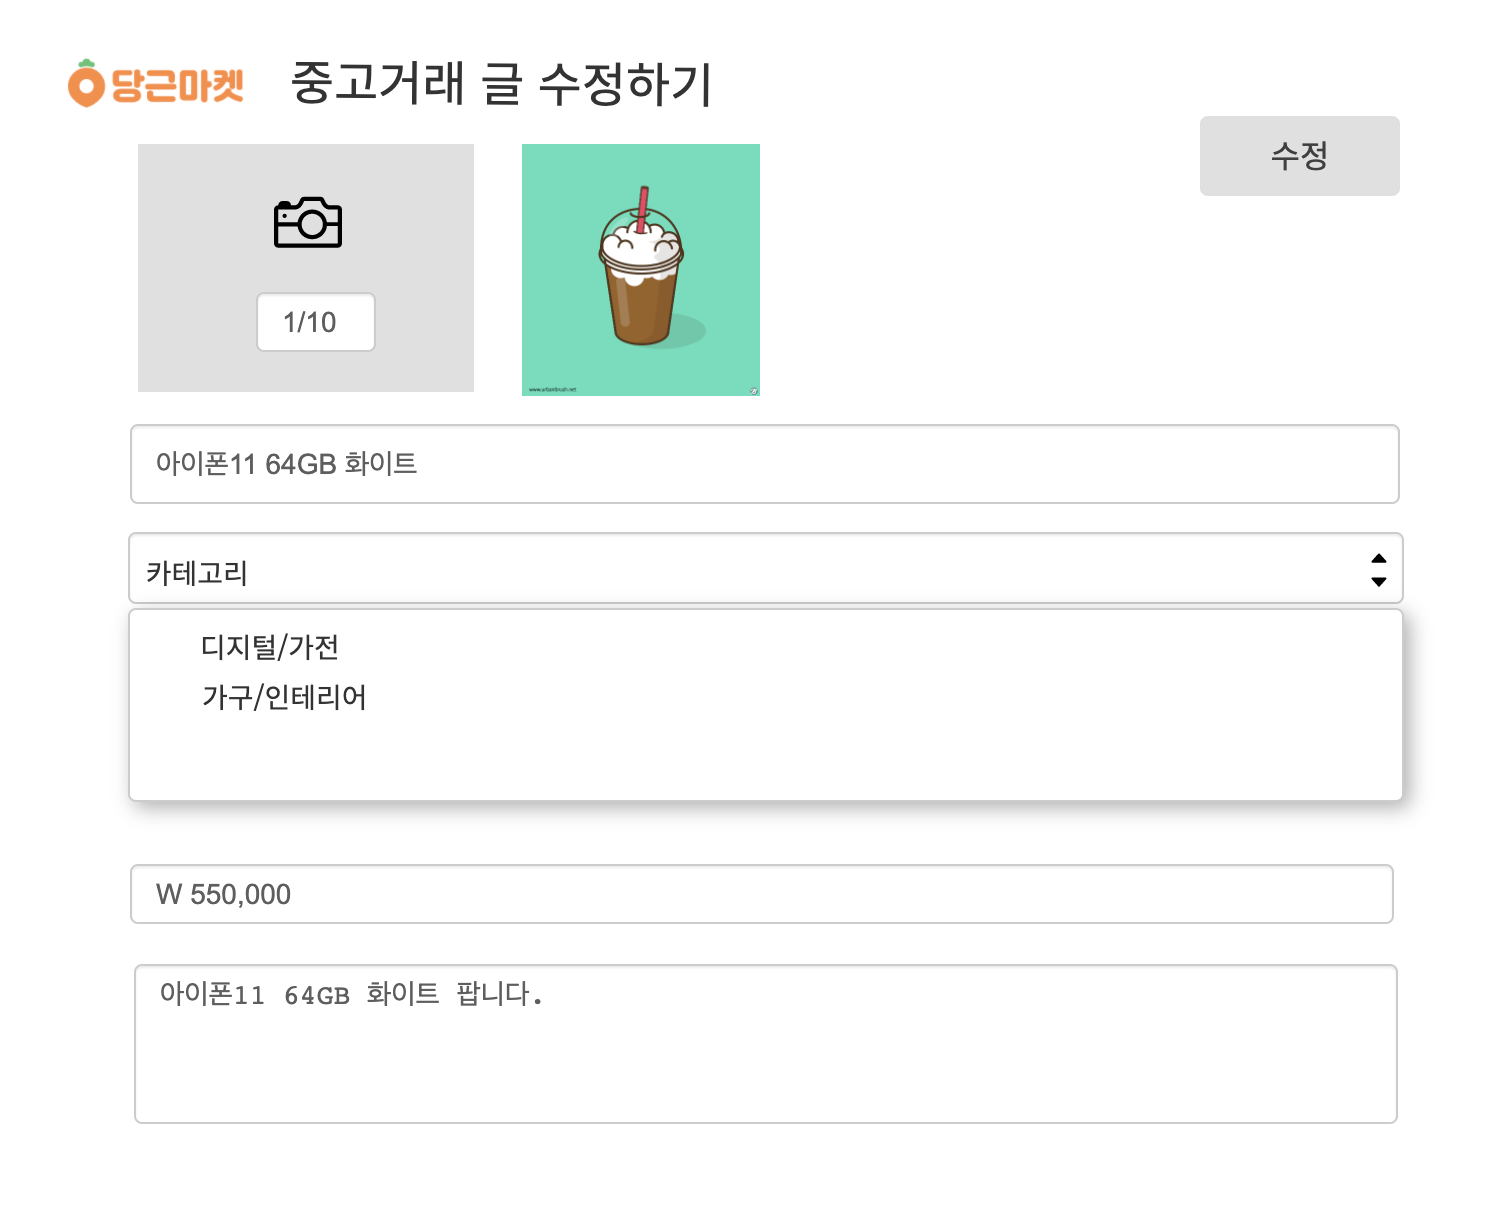 당근마켓
중고거래 글 수정하기
수정
1/10
www.urbanbrush.net
아이폰11 64GB 화이트
카테고리
디지털/가전
가구/인테리어
W 550,000
아이폰11 64GB 화이트 팝니다.